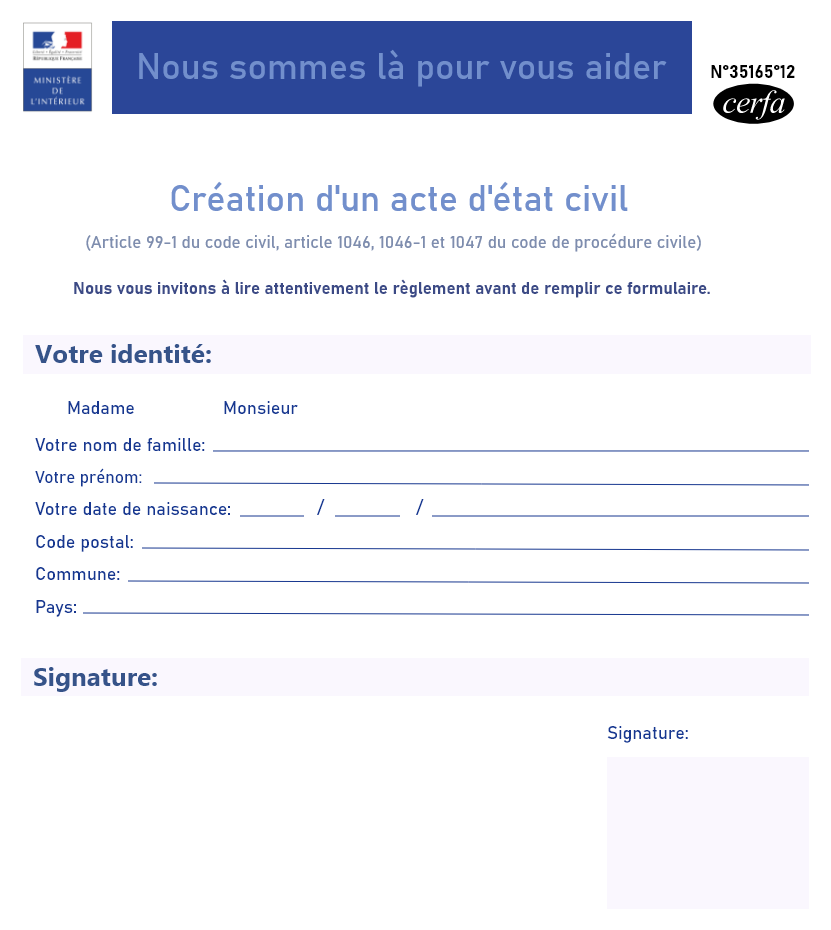 Liberté • Égalité • Fraternité
RÉPUBLIQUE FRANÇAISE
MINISTÈRE
DE
L'INTÉRIEUR
Nous sommes là pour vous aider
N°35165°12
cerfa
Création d'un acte d'état civil
(Article 99-1 du code civil, article 1046, 1046-1 et 1047 du code de procédure civile)
Nous vous invitons à lire attentivement le règlement avant de remplir ce formulaire.
Votre identité:
Madame Monsieur
Votre nom de famille:
Votre prénom:
Votre date de naissance: / /
Code postal:
Commune:
Pays:
Signature:
Signature: